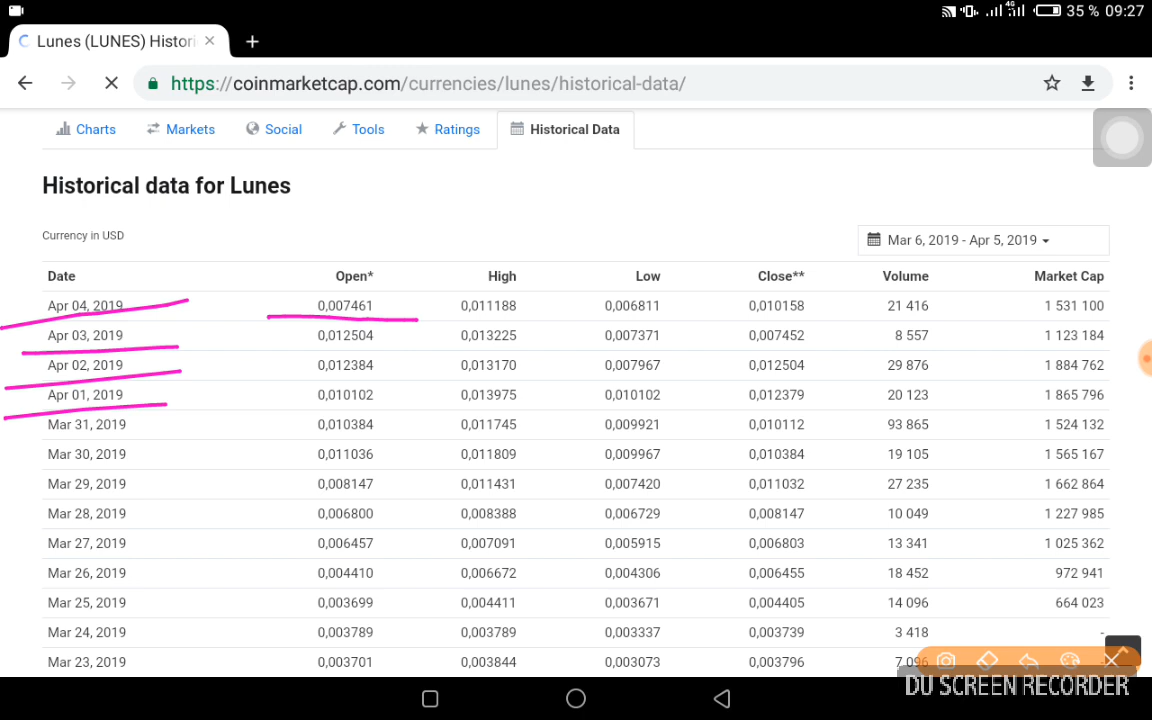 4G 35 % 09:27
Lunes (LUNES) Histori
https://coinmarketcap.com/currencies/lunes/historical-data/
Charts Markets Social Tools Ratings Historical Data
Historical data for Lunes
Currency in USD
Mar 6, 2019 - Apr 5, 2019
Date Open* High Low Close** Volume Market Cap
Apr 04, 2019 0,007461 0,011188 0,006811 0,010158 21 416 1 531 100
Apr 03, 2019 0,012504 0,013225 0,007371 0,007452 8 557 1 123 184
Apr 02, 2019 0,012384 0,013170 0,007967 0,012504 29 876 1 884 762
Apr 01, 2019 0,010102 0,013975 0,010102 0,012379 20 123 1 865 796
Mar 31, 2019 0,010384 0,011745 0,009921 0,010112 93 865 1 524 132
Mar 30, 2019 0,011036 0,011809 0,009967 0,010384 19 105 1 565 167
Mar 29, 2019 0,008147 0,011431 0,007420 0,011032 27 235 1 662 864
Mar 28, 2019 0,006800 0,008388 0,006729 0,008147 10 049 1 227 985
Mar 27, 2019 0,006457 0,007091 0,005915 0,006803 13 341 1 025 362
Mar 26, 2019 0,004410 0,006672 0,004306 0,006455 18 452 972 941
Mar 25, 2019 0,003699 0,004411 0,003671 0,004405 14 096 664 023
Mar 24, 2019 0,003789 0,003789 0,003337 0,003739 3 418 -
Mar 23, 2019 0,003701 0,003844 0,003073 0,003796 7 096
DU SCREEN RECORDER